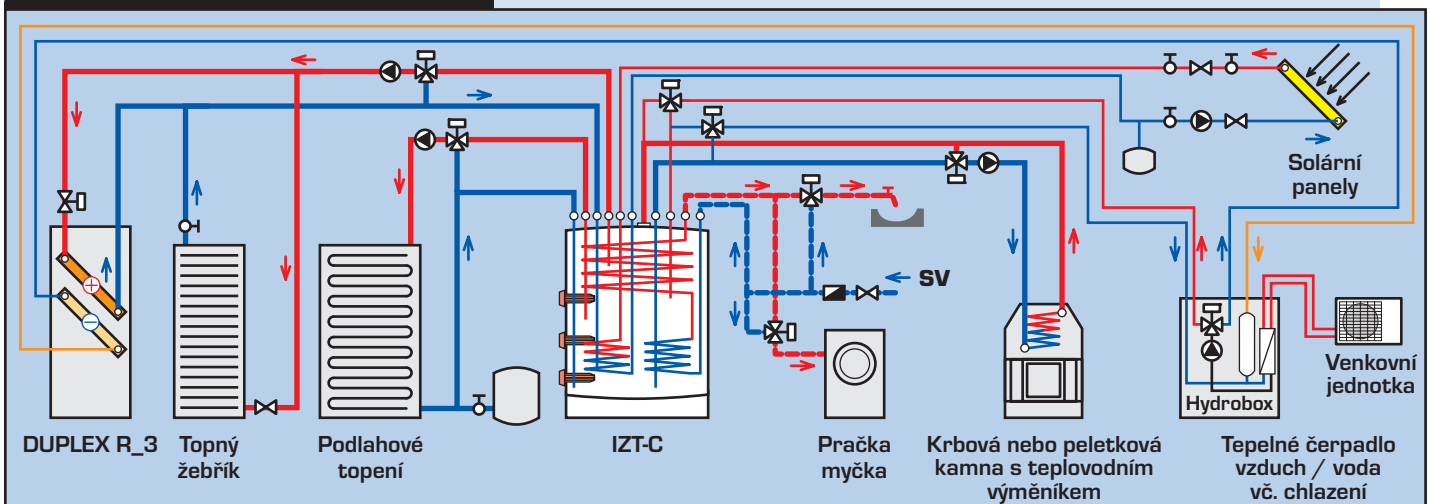 Solární
panely
SV
Venkovní
jednotka
Hydrobox
DUPLEX R_3
Topný
žebřík
Podlahové
topení
IZT-C
Pračka
myčka
Krbová nebo peletková
kamna s teplovodním
výměníkem
Tepelné čerpadlo
vzduch / voda
vč. chlazení